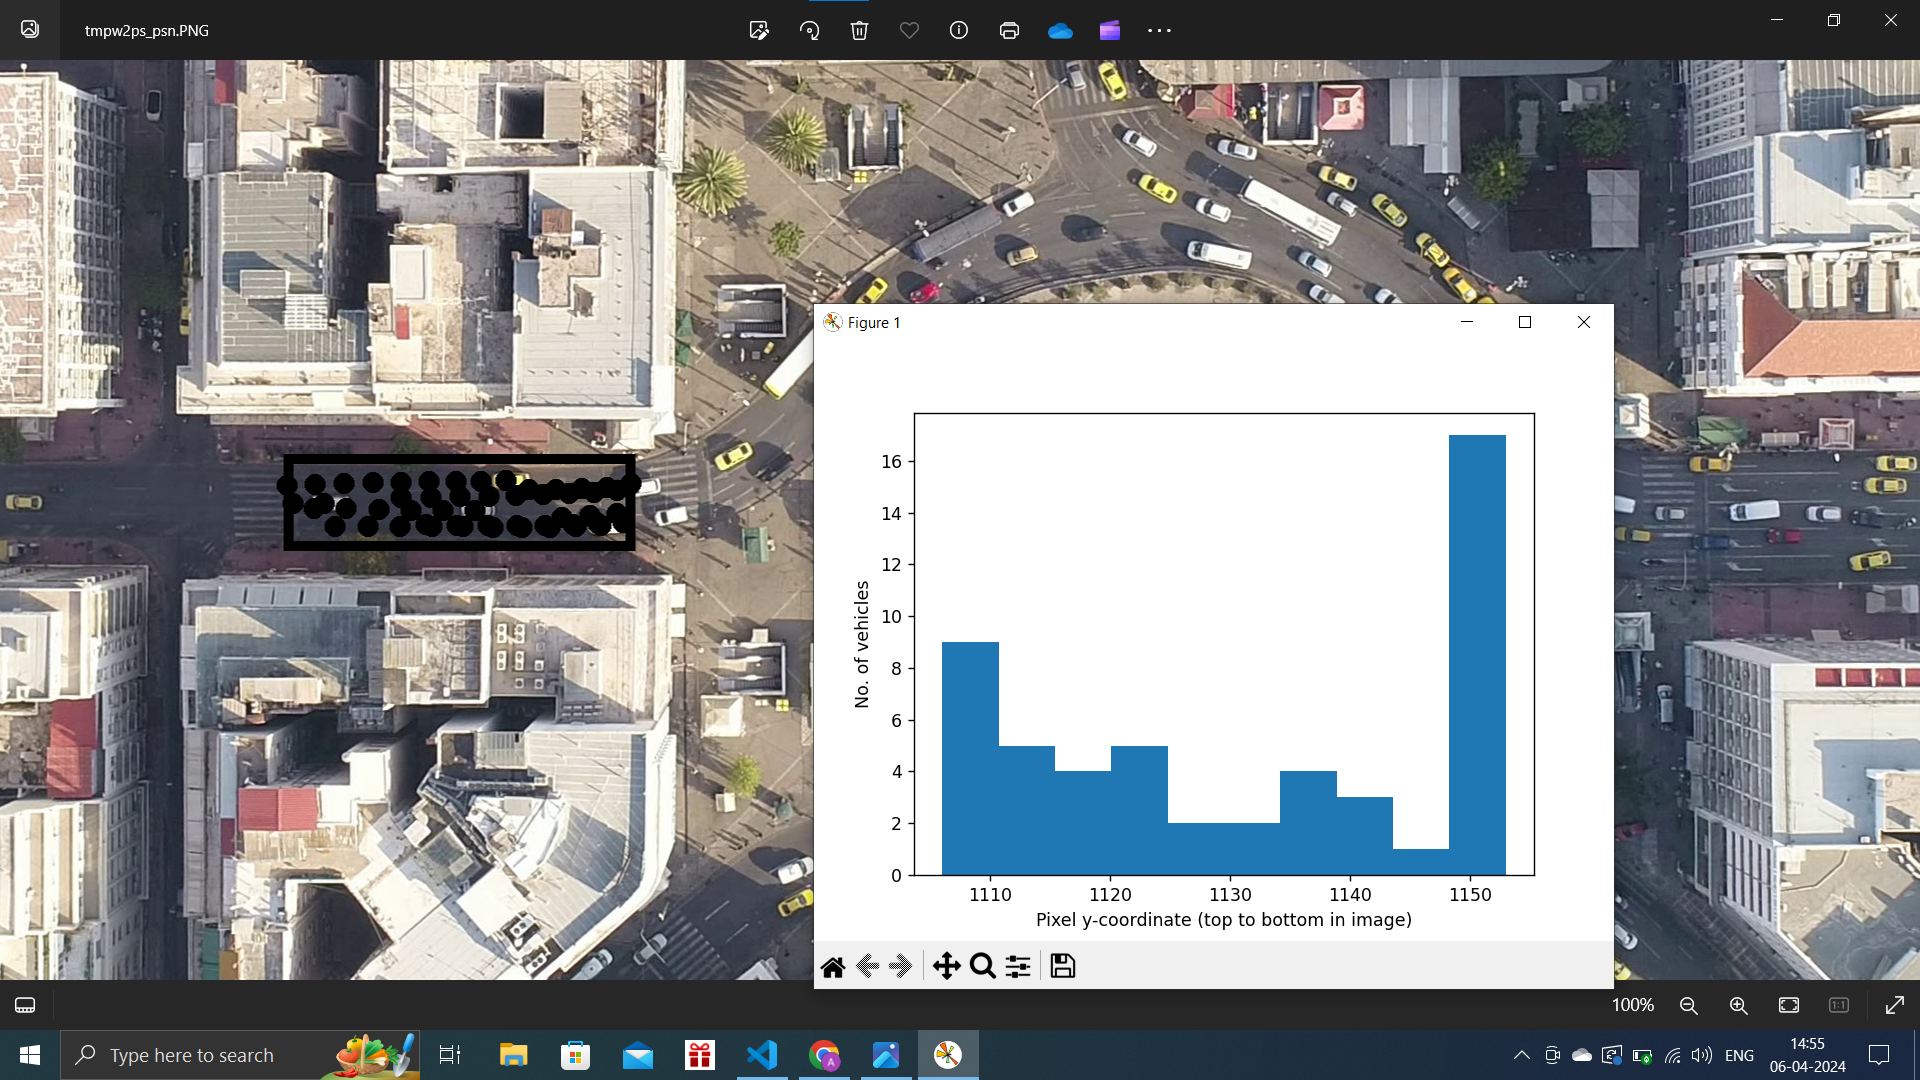 tmpw2ps_psn.PNG
Figure 1
16
14
12
10
8
6
4
2
0
No. of vehicles
1110 1120 1130 1140 1150
Pixel y-coordinate (top to bottom in image)
100%
1:1
Type here to search
A
ENG
14:55
06-04-2024